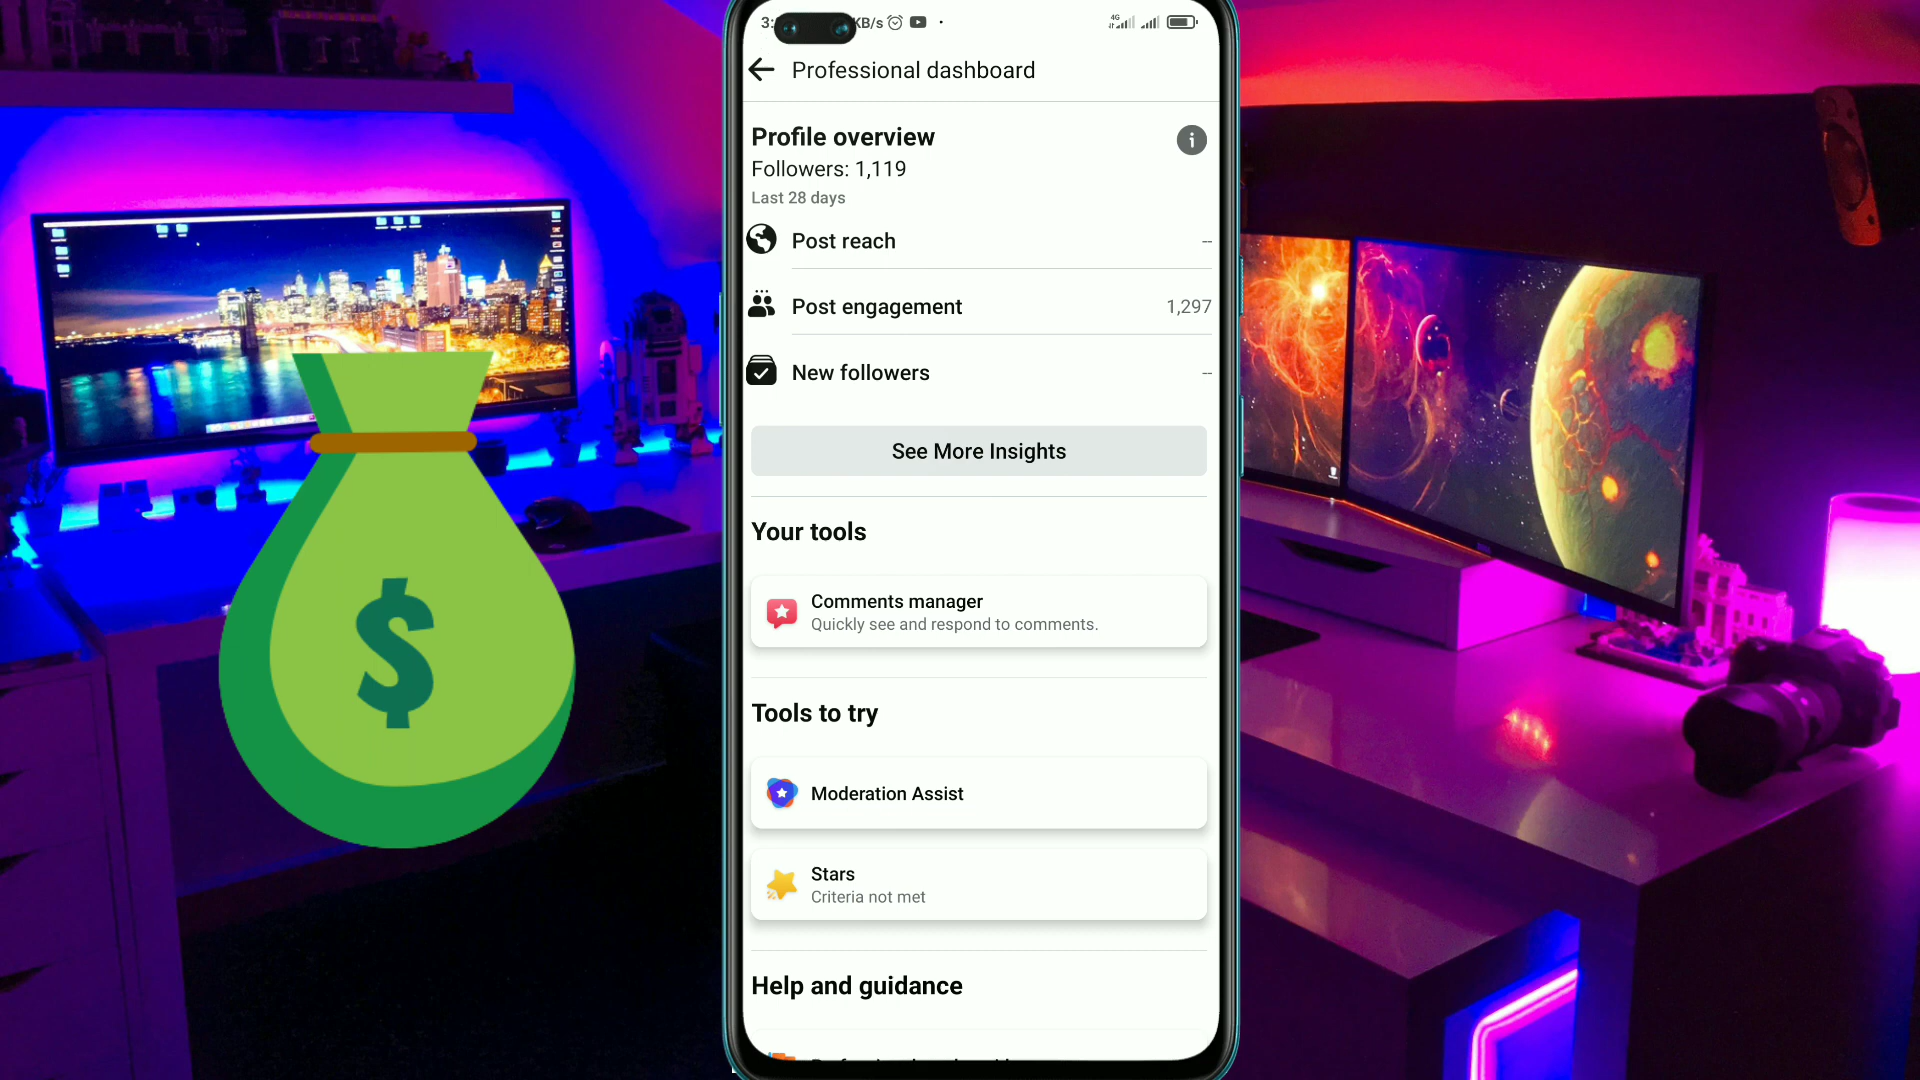 KB/s
4G
Professional dashboard
Profile overview
i
Followers: 1,119
Last 28 days
Post reach --
Post engagement 1,297
New followers --
See More Insights
Your tools
Comments manager
Quickly see and respond to comments.
Tools to try
Moderation Assist
Stars
Criteria not met
Help and guidance
$